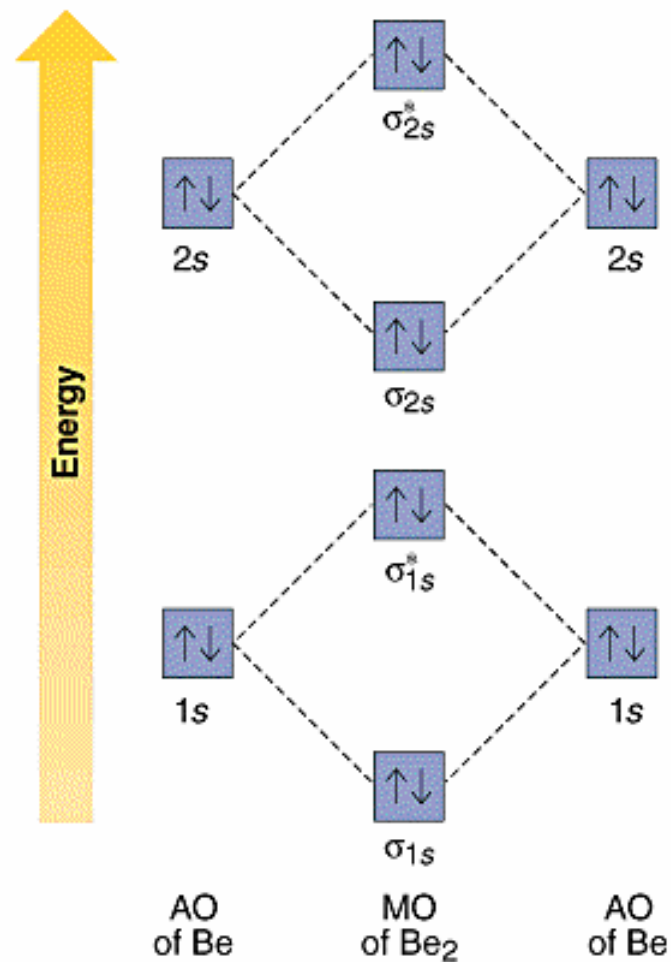 ↑↓
σ*2s
↑↓ ↑↓
2s 2s
↑↓
σ2s
Energy
↑↓
σ*1s
↑↓ ↑↓
1s 1s
↑↓
σ1s
AO MO AO
of Be of Be2 of Be